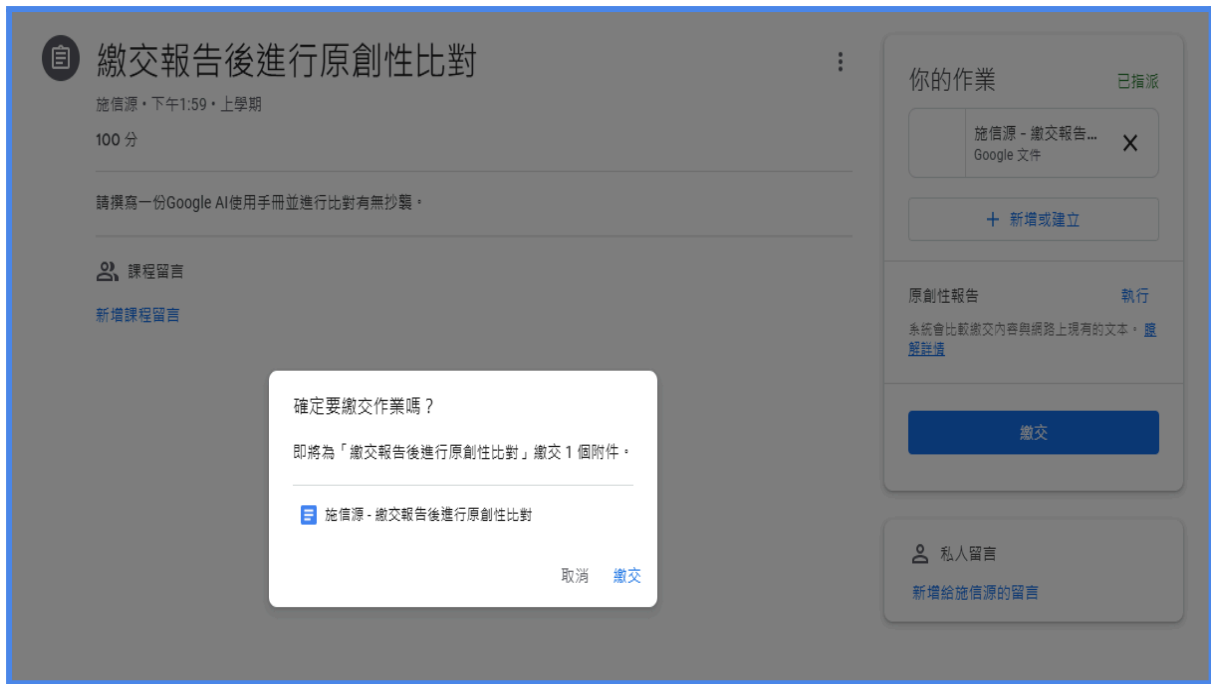 繳交報告後進行原創性比對
施信源 • 下午1:59 • 上學期
100 分
請撰寫一份Google AI使用手冊並進行比對有無抄襲。
課程留言
新增課程留言
你的作業
已指派
施信源 - 繳交報告...
Google 文件
+ 新增或建立
原創性報告
執行
系統會比較繳交內容與網路上現有的文本。瞭
解詳情
繳交
私人留言
新增給施信源的留言
確定要繳交作業嗎？
即將為「繳交報告後進行原創性比對」繳交 1 個附件。
施信源 - 繳交報告後進行原創性比對
取消
繳交